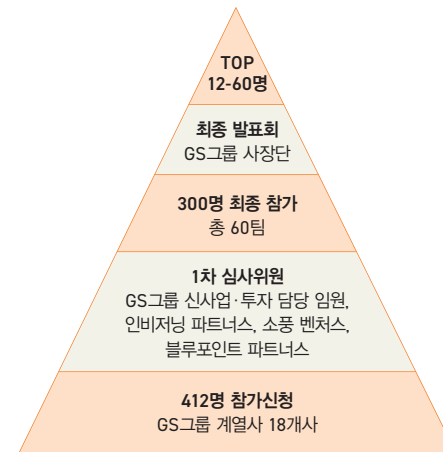 TOP
12-60명
최종 발표회
GS그룹 사장단
300명 최종 참가
총 60팀
1차 심사위원
GS그룹 신사업·투자 담당 임원,
인비저닝 파트너스, 소풍 벤처스,
블루포인트 파트너스
412명 참가신청
GS그룹 계열사 18개사